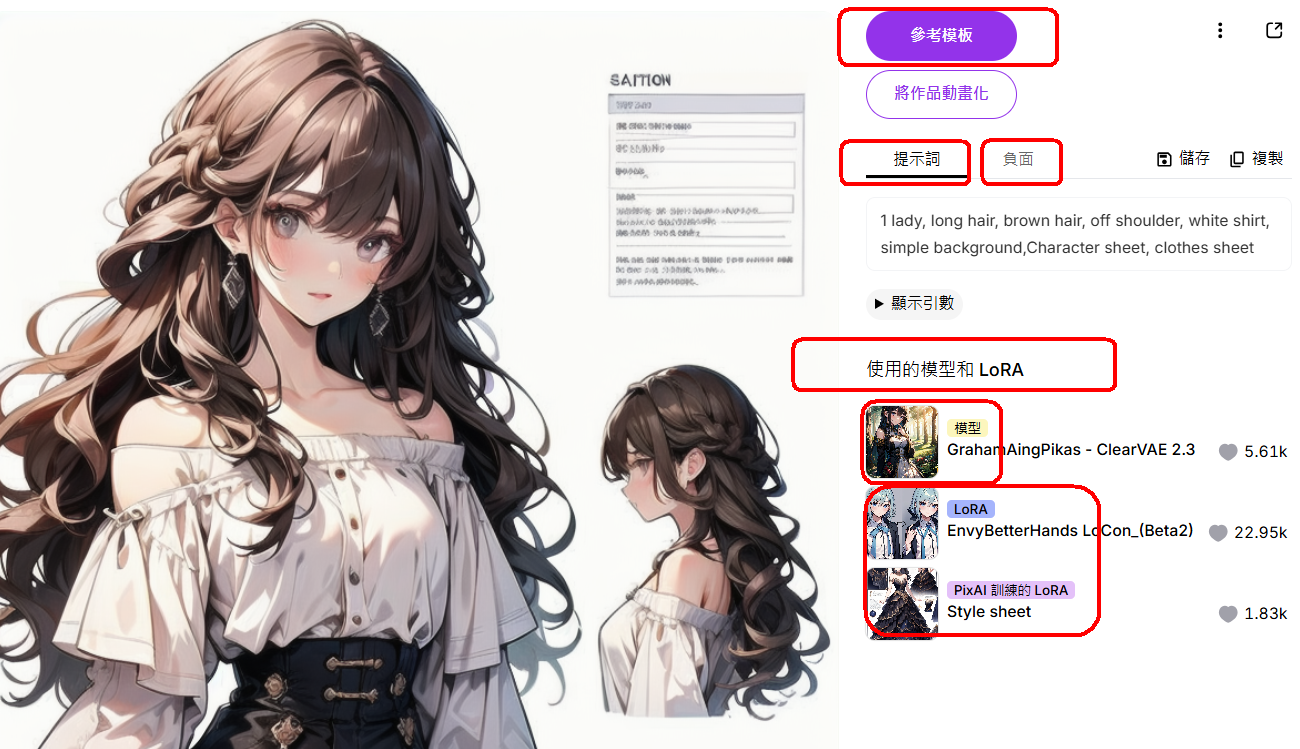 參考模板
將作品動畫化
提示詞
負面
儲存
複製
1 lady, long hair, brown hair, off shoulder, white shirt,
simple background,Character sheet, clothes sheet
顯示引數
使用的模型和 LoRA
模型
GrahamAingPikas - ClearVAE 2.3
5.61k
LoRA
EnvyBetterHands LoCon_(Beta2)
22.95k
PixAI 訓練的 LoRA
Style sheet
1.83k